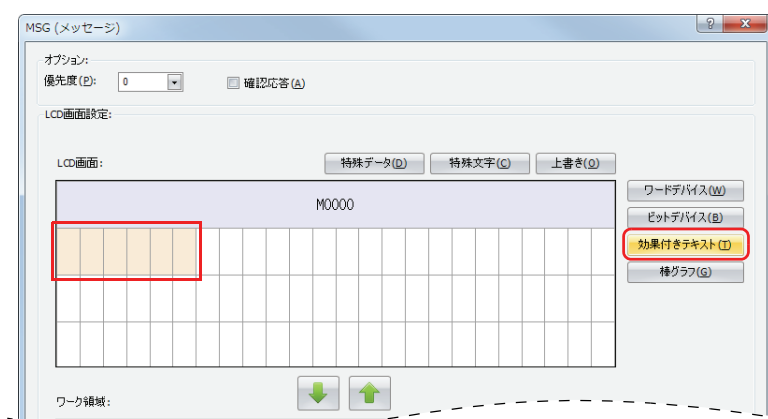 MSG (メッセージ)
オプション:
優先度(P): 0 確認応答(A)
LCD画面設定:
LCD画面: 特殊データ(D) 特殊文字(C) 上書き(O)
M0000
ワードデバイス(W)
ビットデバイス(B)
効果付きテキスト(T)
棒グラフ(G)
ワーク領域: